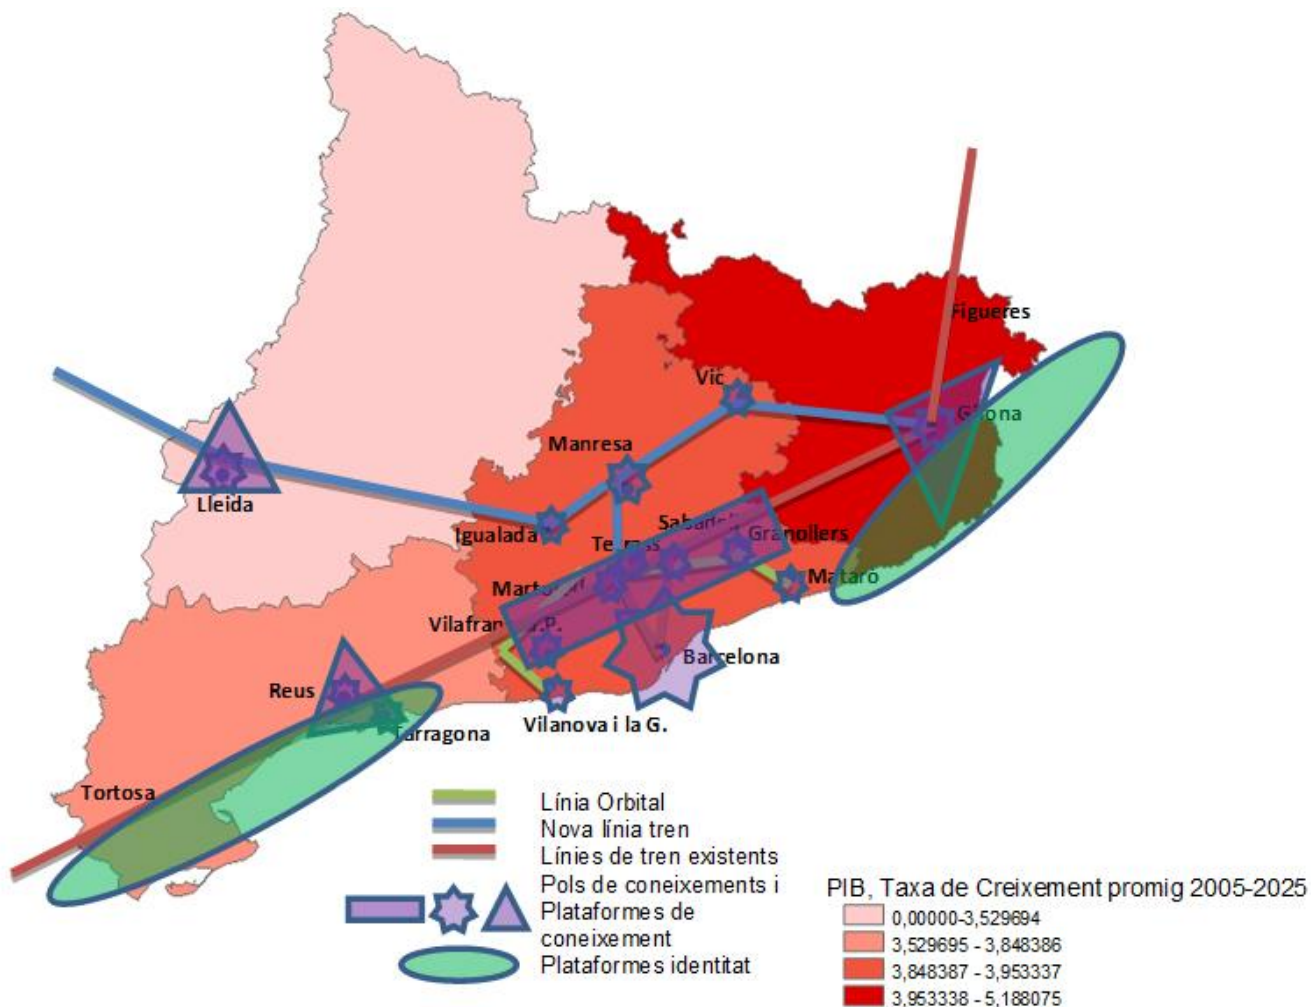 Figueres
Vic
Girona
Manresa
Lleida
Igualada
Granollers
Mataró
Barcelona
Reus
Vilanova i la G.
Tarragona
Tortosa
Línia Orbital
Nova línia tren
Línies de tren existents
Pols de coneixements i
Plataformes de
coneixement
Plataformes identitat
PIB, Taxa de Creixement promig 2005-2025
0,00000-3,529694
3,529695 - 3,848386
3,848387 - 3,953337
3,953338 - 5,188075